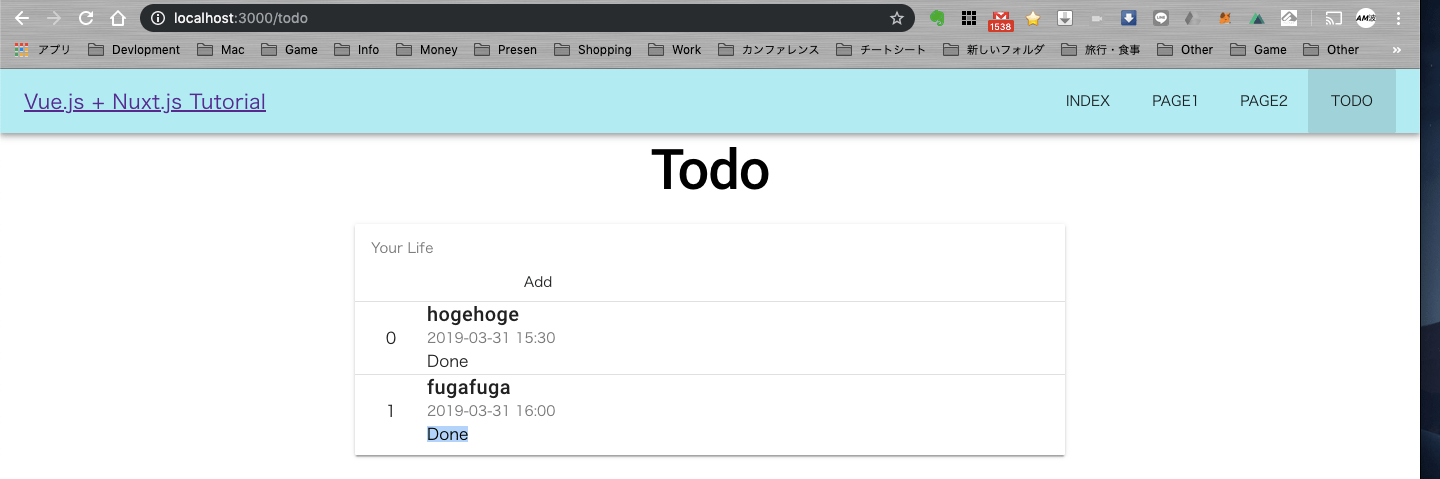 localhost:3000/todo
1538
アプリ Devlopment Mac Game Info Money Presen Shopping Work カンファレンス チートシート 新しいフォルダ 旅行・食事 Other Game Other »
Vue.js + Nuxt.js Tutorial INDEX PAGE1 PAGE2 TODO
Todo
Your Life
Add
hogehoge
0 2019-03-31 15:30
Done
fugafuga
1 2019-03-31 16:00
Done